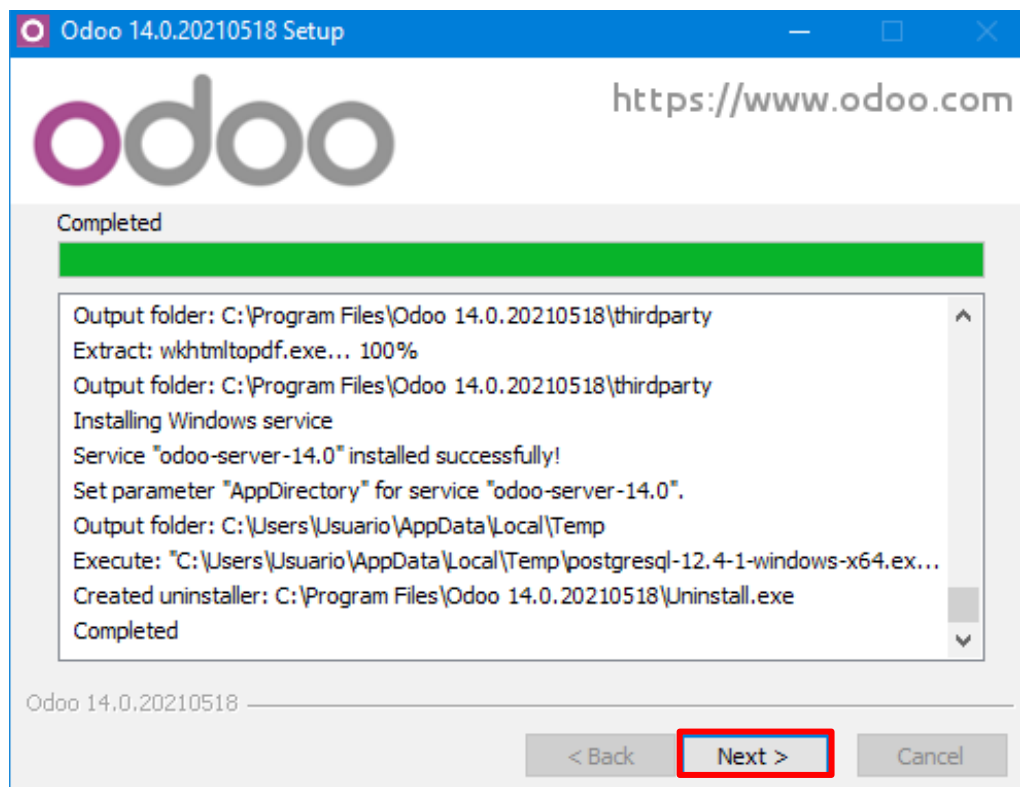 Odoo 14.0.20210518 Setup
odoo
https://www.odoo.com
Completed
Output folder: C:\Program Files\Odoo 14.0.20210518\thirdparty
Extract: wkhtmltopdf.exe... 100%
Output folder: C:\Program Files\Odoo 14.0.20210518\thirdparty
Installing Windows service
Service "odoo-server-14.0" installed successfully!
Set parameter "AppDirectory" for service "odoo-server-14.0".
Output folder: C:\Users\Usuario\AppData\Local\Temp
Execute: "C:\Users\Usuario\AppData\Local\Temp\postgresql-12.4-1-windows-x64.ex...
Created uninstaller: C:\Program Files\Odoo 14.0.20210518\Uninstall.exe
Completed
Odoo 14.0.20210518
< Back Next > Cancel